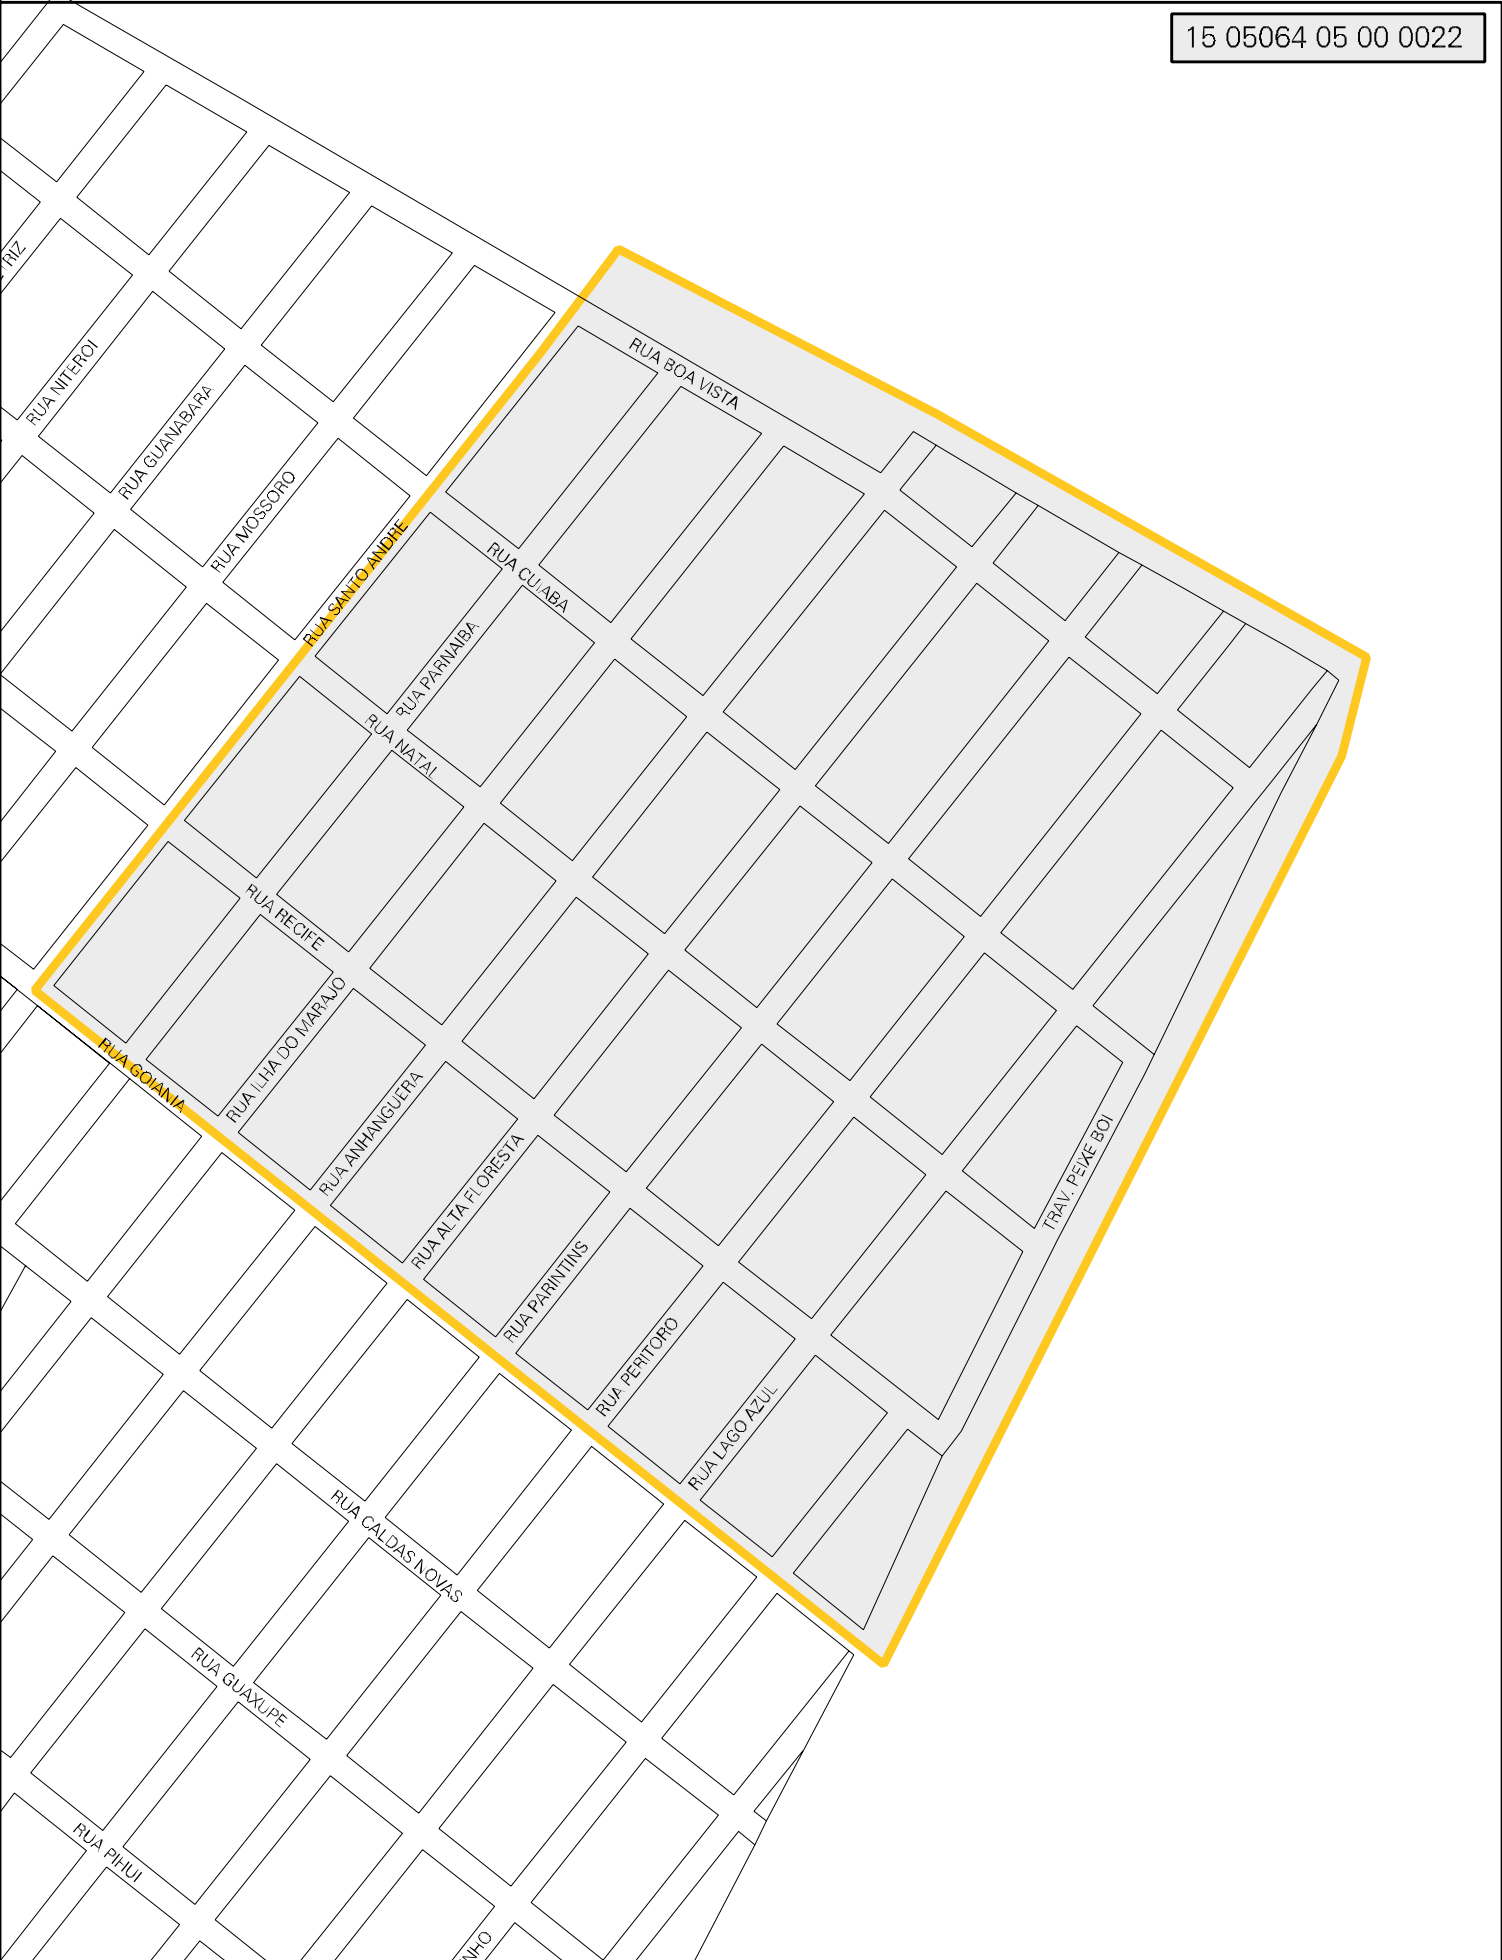 15 05064 05 00 0022
TRIZ
RUA BOA VISTA
RUA NITEROI
RUA GUANABARA
RUA MOSSORO
RUA SANTO ANDRE
RUA CUIABA
RUA PARNAIBA
RUA NATAL
RUA RECIFE
RUA ILHA DO MARAJO
RUA GOIANIA
RUA ANHANGUERA
RUA ALTA FLORESTA
TRAV. PEIXE BOI
RUA PARINTINS
RUA PERITORO
RUA LAGO AZUL
RUA CALDAS NOVAS
RUA GUAXUPE
RUA PIHUI
NHO